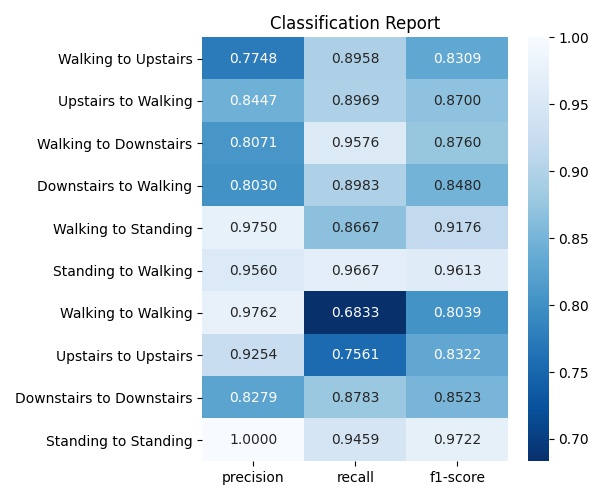 Classification Report
Walking to Upstairs 0.7748 0.8958 0.8309
Upstairs to Walking 0.8447 0.8969 0.8700
Walking to Downstairs 0.8071 0.9576 0.8760
Downstairs to Walking 0.8030 0.8983 0.8480
Walking to Standing 0.9750 0.8667 0.9176
Standing to Walking 0.9560 0.9667 0.9613
Walking to Walking 0.9762 0.6833 0.8039
Upstairs to Upstairs 0.9254 0.7561 0.8322
Downstairs to Downstairs 0.8279 0.8783 0.8523
Standing to Standing 1.0000 0.9459 0.9722
precision recall f1-score
1.00
0.95
0.90
0.85
0.80
0.75
0.70